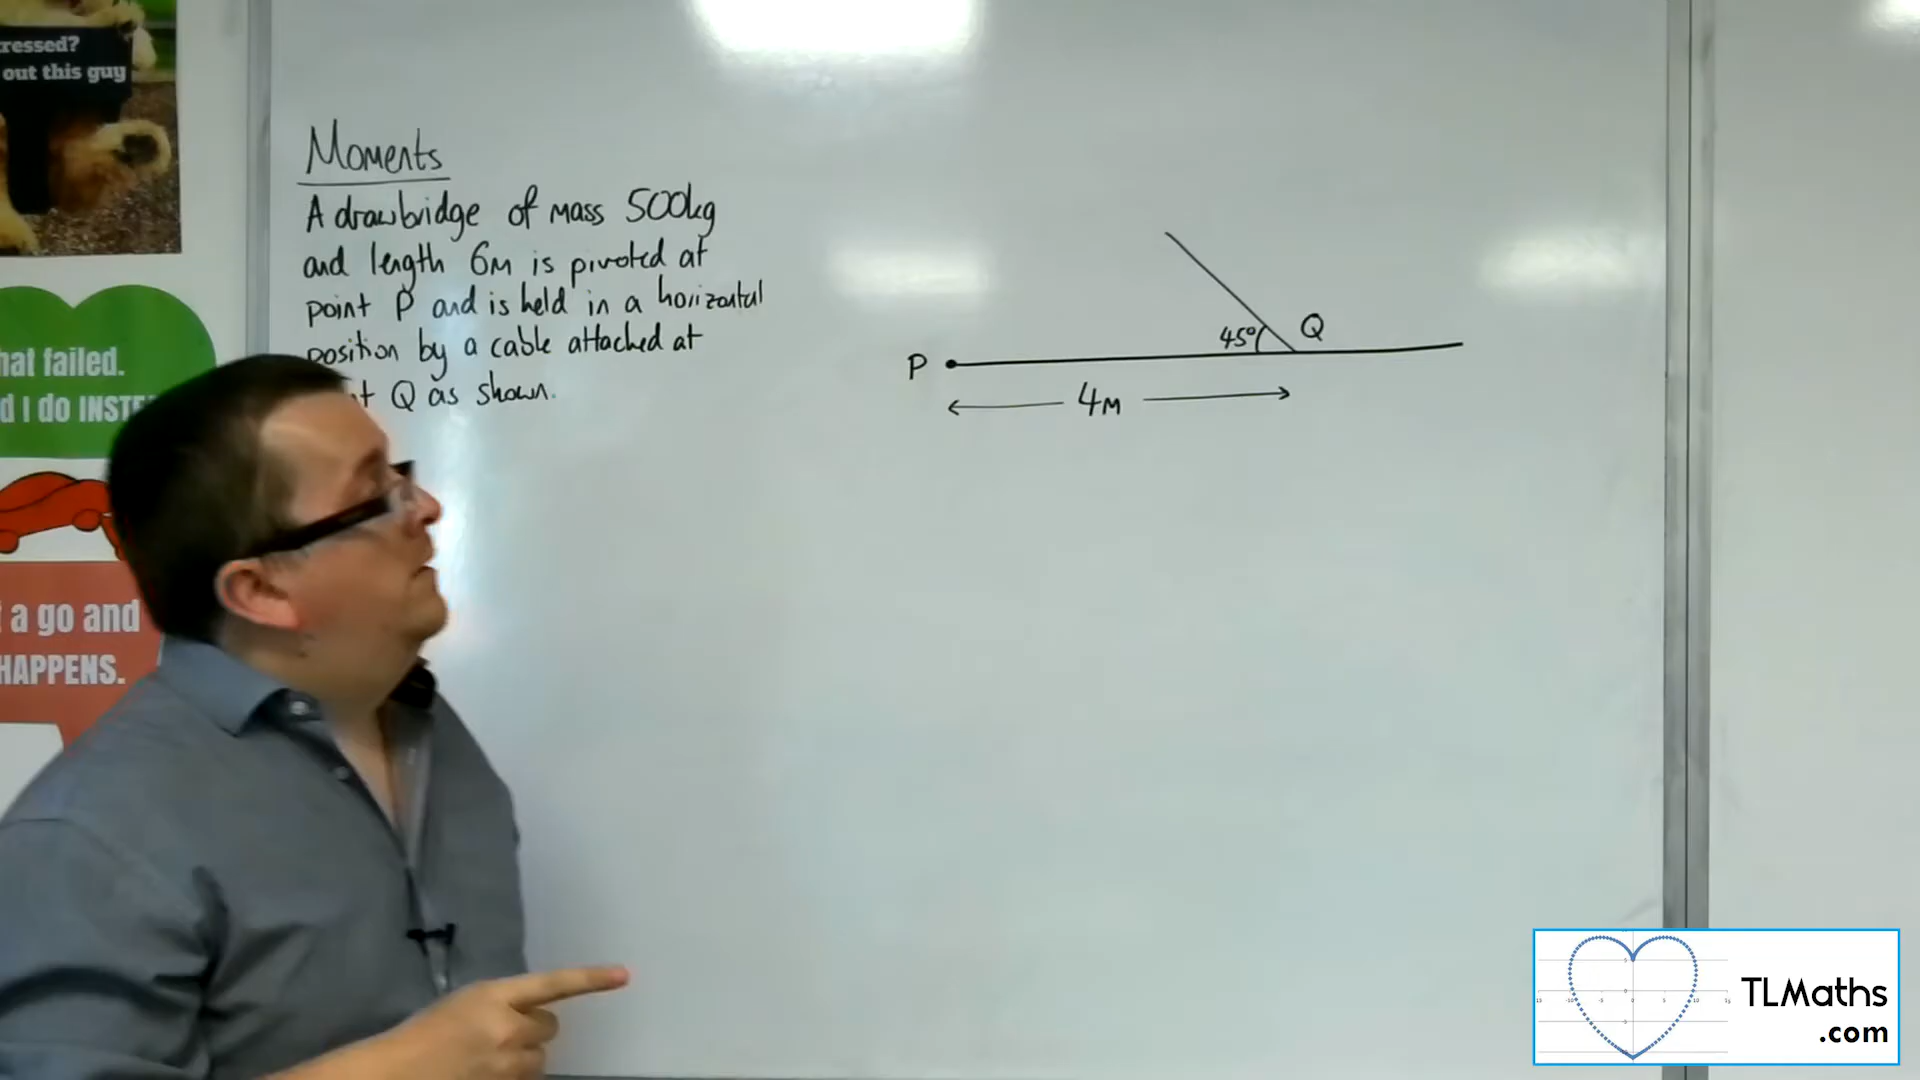 ressed?
out this guy
hat failed.
d I do INSTE
a go and
HAPPENS.
Moments
A drawbridge of mass 500kg
and length 6m is pivoted at
point P and is held in a horizontal
position by a cable attached at
t Q as shown.
45°
Q
P
4m
TLMaths
.com